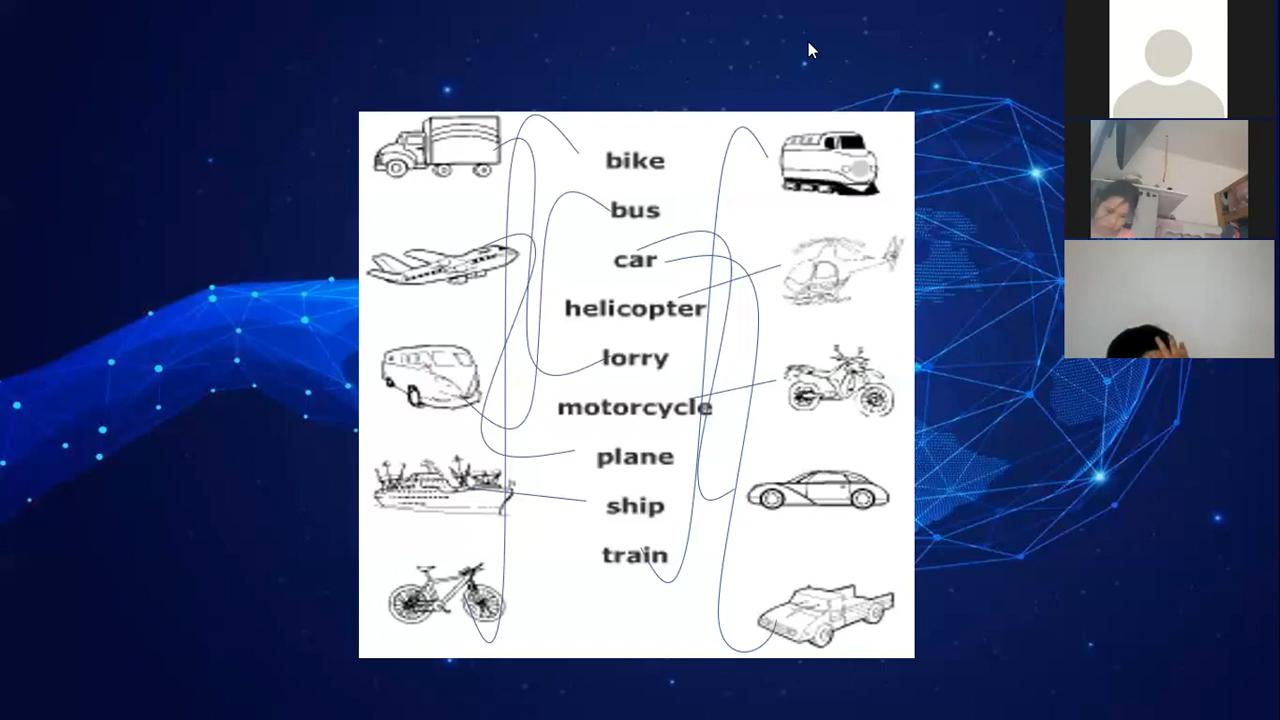 bike
bus
car
helicopter
lorry
motorcycle
plane
ship
train